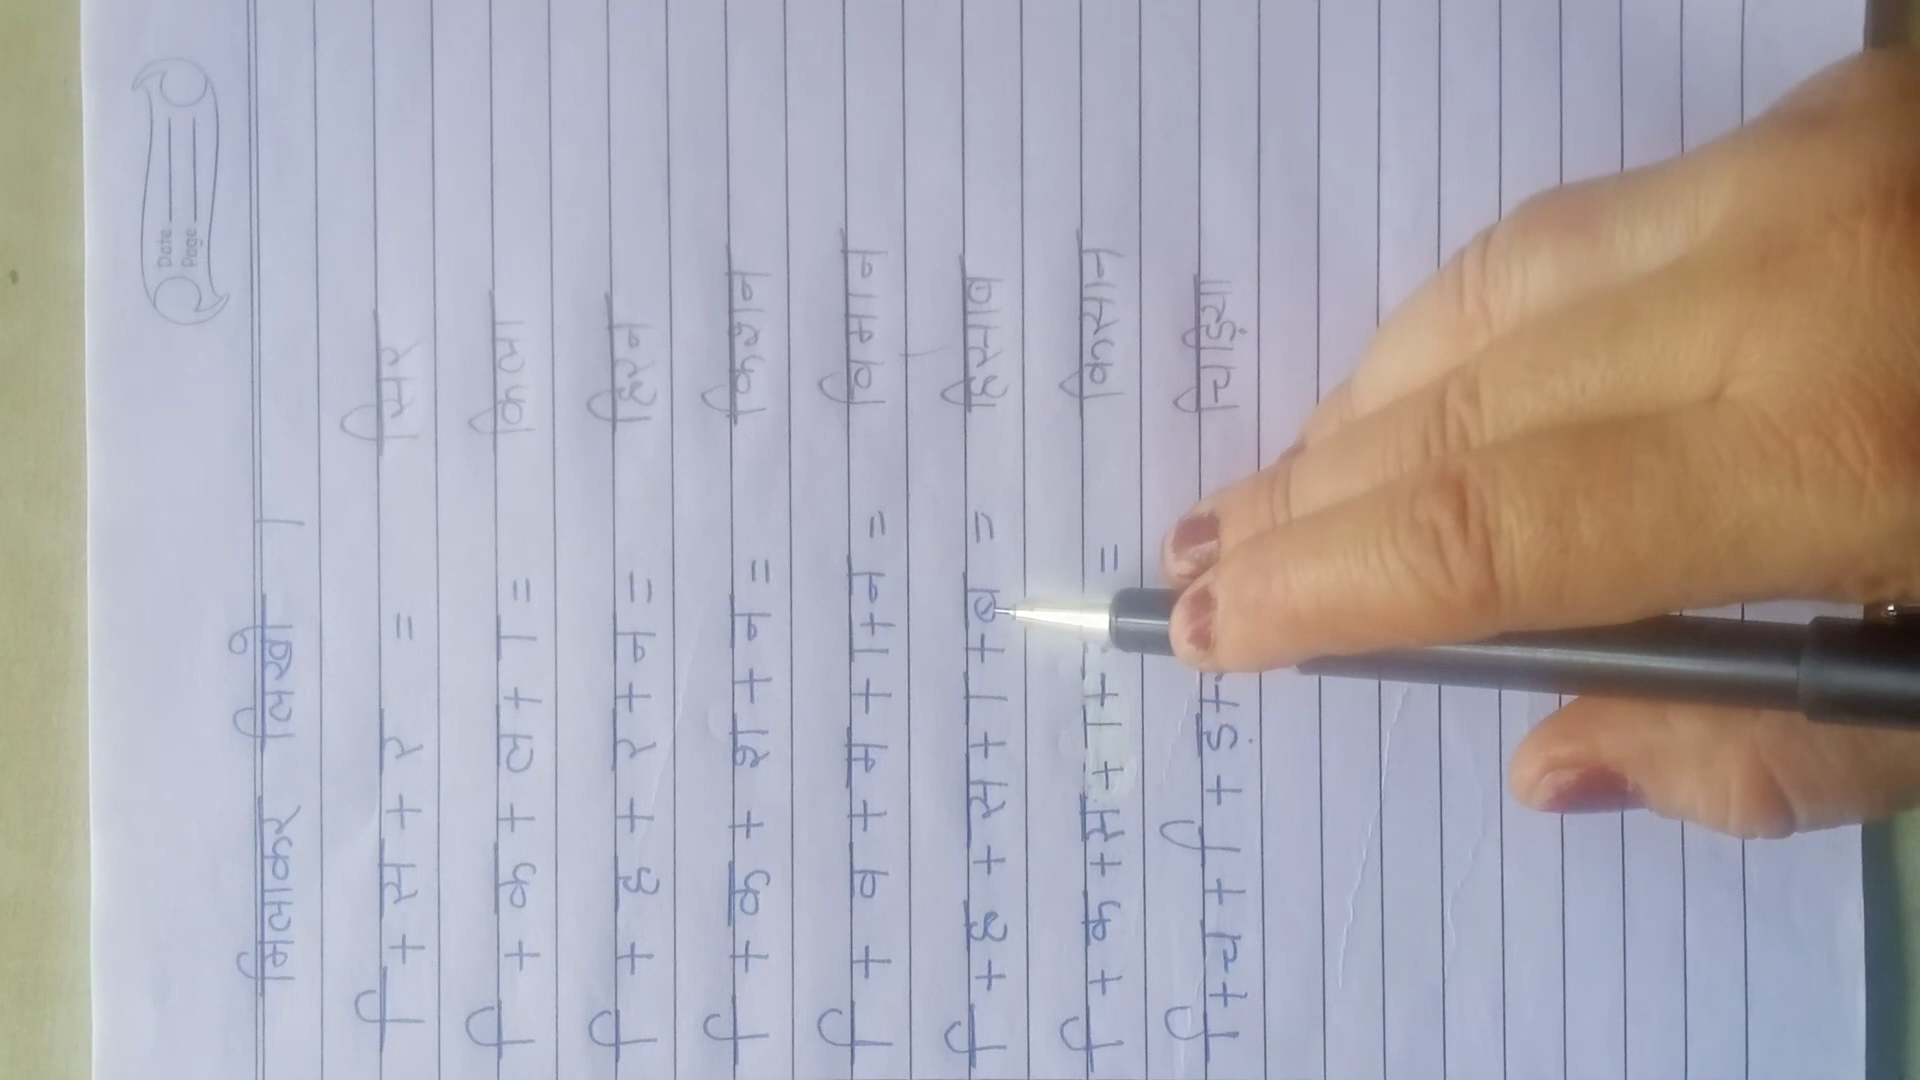 Date
Page
मिलाकर लिखो ।
ि + स + र = सिर
ि + क + ल + ा = किला
ि + ह + र + न = हिरन
ि + क + श + न = किशन
ि + व + म + ा + न = विमान
ि + ह + स + ा + ब = हिसाब
ि + क + स + ा + = किसान
ि + च + ि + ड़ + चिड़िया